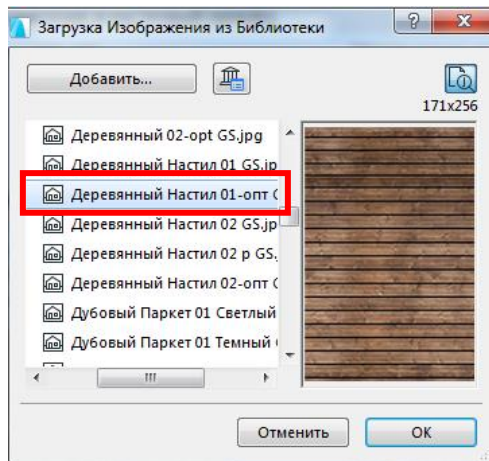 Загрузка Изображения из Библиотеки
Добавить...
171x256
Деревянный 02-opt GS.jpg
Деревянный Настил 01 GS.jp
Деревянный Настил 01-опт
Деревянный Настил 02 GS.jp
Деревянный Настил 02 p GS.
Деревянный Настил 02-опт
Дубовый Паркет 01 Светлый
Дубовый Паркет 01 Темный
Отменить
OK